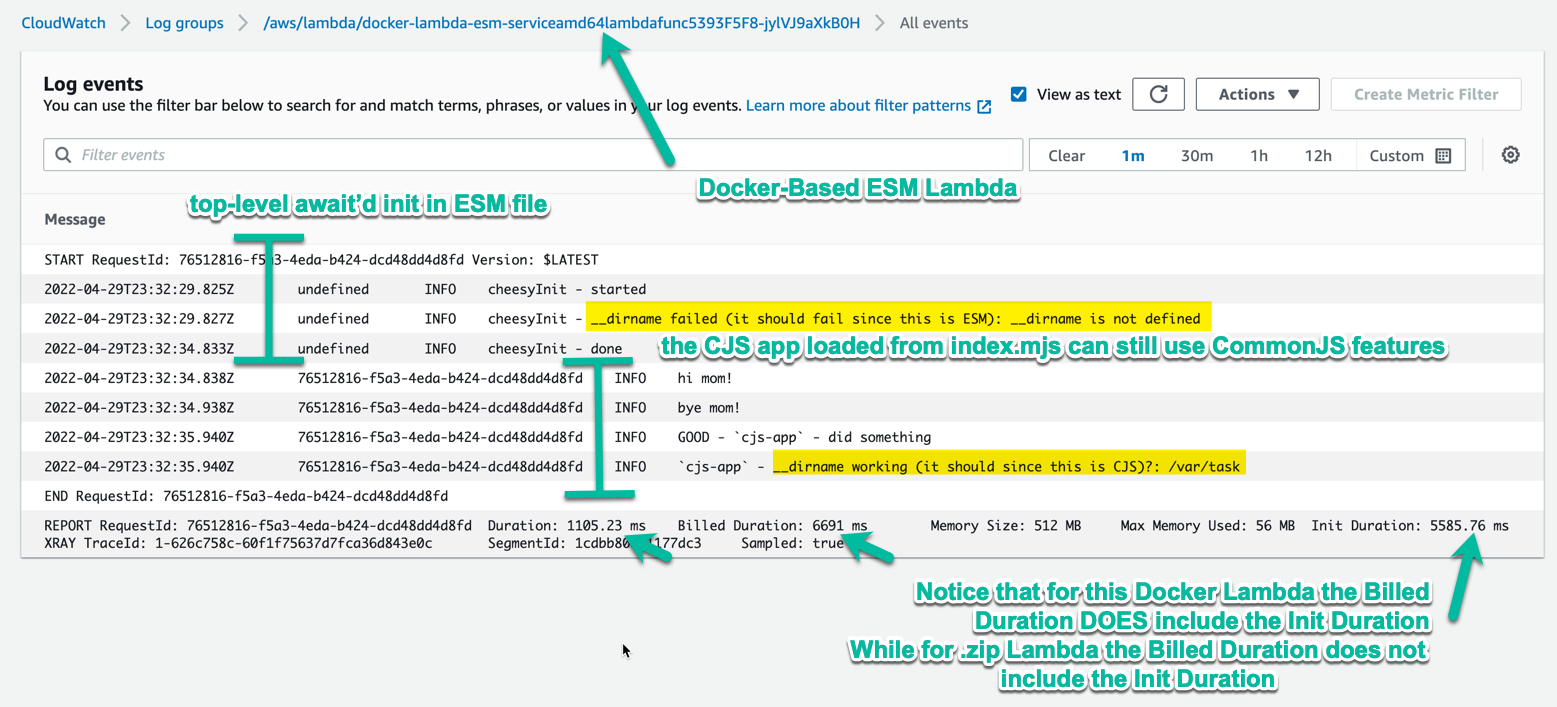 CloudWatch > Log groups > /aws/lambda/docker-lambda-esm-serviceamd64lambdafunc5393F5F8-jylVJ9aXkB0H > All events
Log events
You can use the filter bar below to search for and match terms, phrases, or values in your log events. Learn more about filter patterns
View as text
Actions ▼
Create Metric Filter
Filter events
Clear 1m 30m 1h 12h Custom
Docker-Based ESM Lambda
top-level await'd init in ESM file
Message
START RequestId: 76512816-f5a3-4eda-b424-dcd48dd4d8fd Version: $LATEST
2022-04-29T23:32:29.825Z undefined INFO cheesyInit - started
2022-04-29T23:32:29.827Z undefined INFO cheesyInit - __dirname failed (it should fail since this is ESM): __dirname is not defined
2022-04-29T23:32:34.833Z undefined INFO cheesyInit - done
the CJS app loaded from index.mjs can still use CommonJS features
2022-04-29T23:32:34.838Z 76512816-f5a3-4eda-b424-dcd48dd4d8fd INFO hi mom!
2022-04-29T23:32:34.938Z 76512816-f5a3-4eda-b424-dcd48dd4d8fd INFO bye mom!
2022-04-29T23:32:35.940Z 76512816-f5a3-4eda-b424-dcd48dd4d8fd INFO GOOD - `cjs-app` - did something
2022-04-29T23:32:35.940Z 76512816-f5a3-4eda-b424-dcd48dd4d8fd INFO `cjs-app` - __dirname working (it should since this is CJS)?: /var/task
END RequestId: 76512816-f5a3-4eda-b424-dcd48dd4d8fd
REPORT RequestId: 76512816-f5a3-4eda-b424-dcd48dd4d8fd Duration: 1105.23 ms Billed Duration: 6691 ms Memory Size: 512 MB Max Memory Used: 56 MB Init Duration: 5585.76 ms
XRAY TraceId: 1-626c758c-60f1f75637d7fca36d843e0c SegmentId: Sampled: true
Notice that for this Docker Lambda the Billed
Duration DOES include the Init Duration
While for .zip Lambda the Billed Duration does not
include the Init Duration